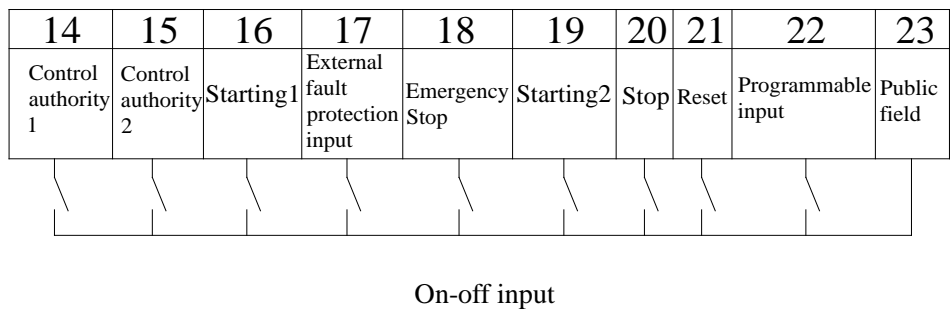 14 15 16 17 18 19 20 21 22 23
Control
authority
1
Control
authority
2
Starting1
External
fault
protection
input
Emergency
Stop
Starting2
Stop
Reset
Programmable
input
Public
field
On-off input